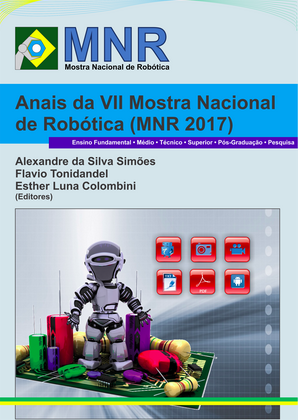 MNR
Mostra Nacional de Robótica
Anais da VII Mostra Nacional
de Robótica (MNR 2017)
Ensino Fundamental • Médio • Técnico • Superior • Pós-Graduação • Pesquisa
Alexandre da Silva Simões
Flavio Tonidandel
Esther Luna Colombini
(Editores)
PDF